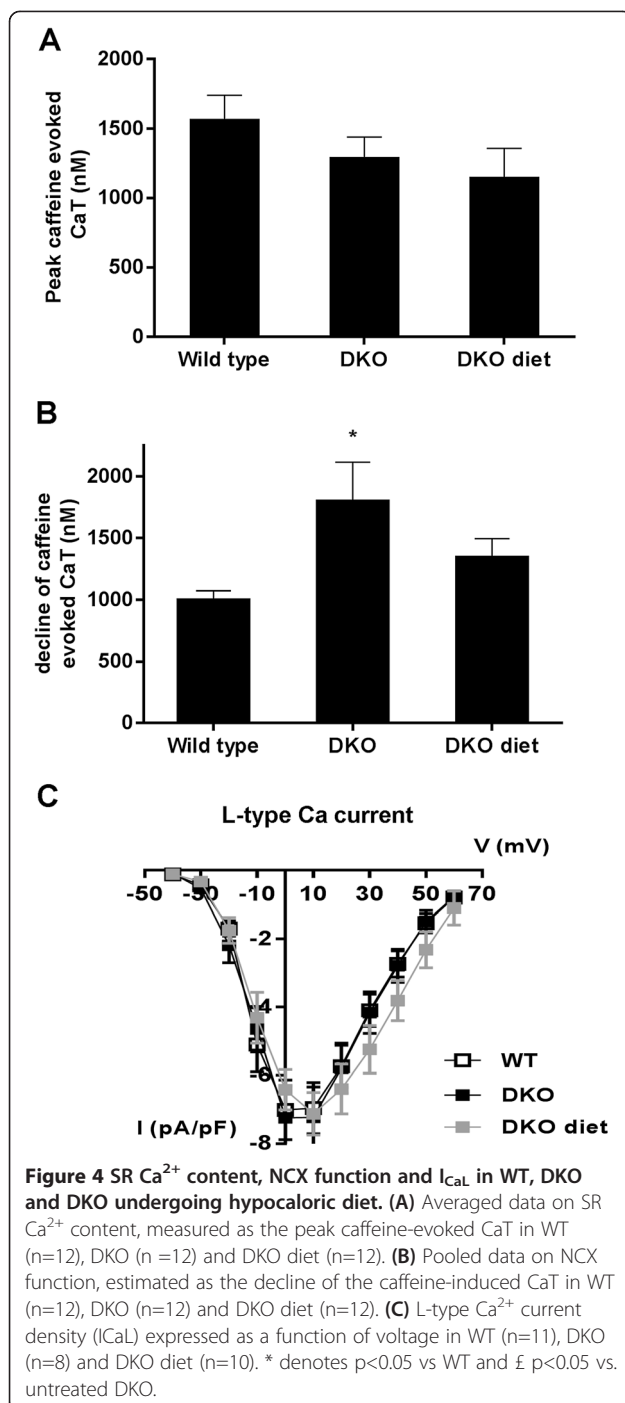 A
Peak caffeine evoked
CaT (nM)
2000
1500
1000
500
0
Wild type DKO DKO diet
B
decline of caffeine
evoked CaT (nM)
*
2000
1500
1000
500
0
Wild type DKO DKO diet
C
L-type Ca current
V (mV)
-50 -30 -10 10 30 50 70
-2
-4
-6
-8
I (pA/pF)
WT
DKO
DKO diet
Figure 4 SR Ca²⁺ content, NCX function and I_CaL in WT, DKO
and DKO undergoing hypocaloric diet. (A) Averaged data on SR
Ca²⁺ content, measured as the peak caffeine-evoked CaT in WT
(n=12), DKO (n =12) and DKO diet (n=12). (B) Pooled data on NCX
function, estimated as the decline of the caffeine-induced CaT in WT
(n=12), DKO (n=12) and DKO diet (n=12). (C) L-type Ca²⁺ current
density (ICaL) expressed as a function of voltage in WT (n=11), DKO
(n=8) and DKO diet (n=10). * denotes p<0.05 vs WT and £ p<0.05 vs.
untreated DKO.